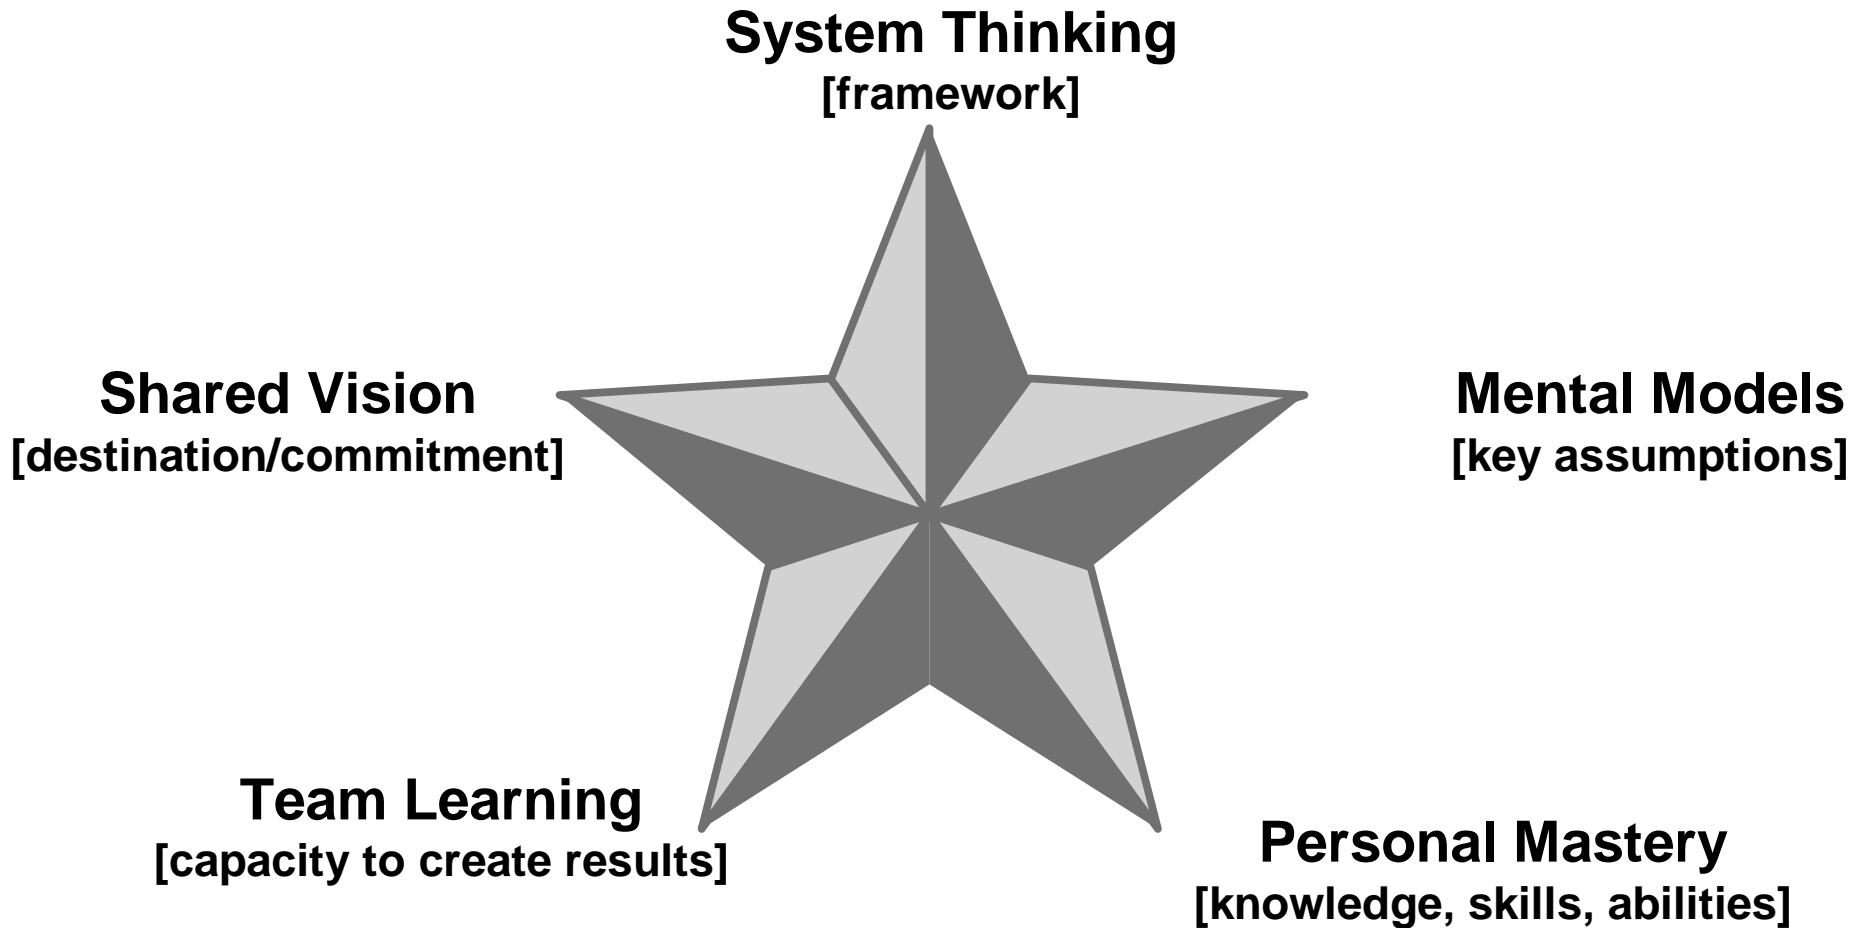 System Thinking
[framework]
Shared Vision
[destination/commitment]
Mental Models
[key assumptions]
Team Learning
[capacity to create results]
Personal Mastery
[knowledge, skills, abilities]